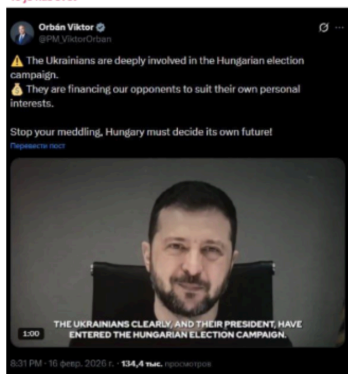 Orbán Viktor
@PM_ViktorOrban
⚠️ The Ukrainians are deeply involved in the Hungarian election
campaign.
💰 They are financing our opponents to suit their own personal
interests.
Stop your meddling, Hungary must decide its own future!
Перевести пост
THE UKRAINIANS CLEARLY, AND THEIR PRESIDENT, HAVE
ENTERED THE HUNGARIAN ELECTION CAMPAIGN.
1:00
8:31 PM · 16 февр. 2026 г. · 134,4 тыс. просмотров